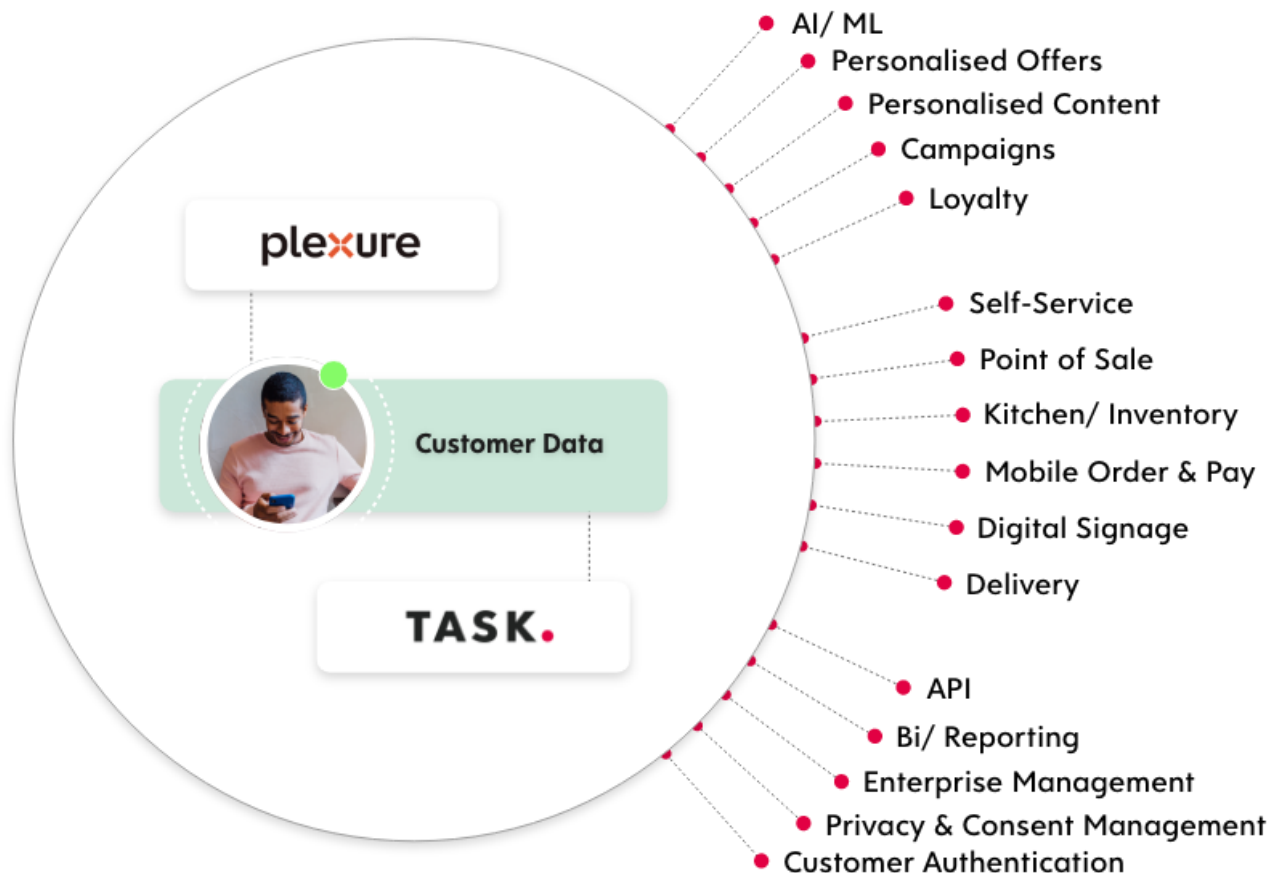 AI/ ML
Personalised Offers
Personalised Content
Campaigns
Loyalty
plexure
Self-Service
Point of Sale
Kitchen/ Inventory
Customer Data
Mobile Order & Pay
Digital Signage
Delivery
TASK.
API
Bi/ Reporting
Enterprise Management
Privacy & Consent Management
Customer Authentication